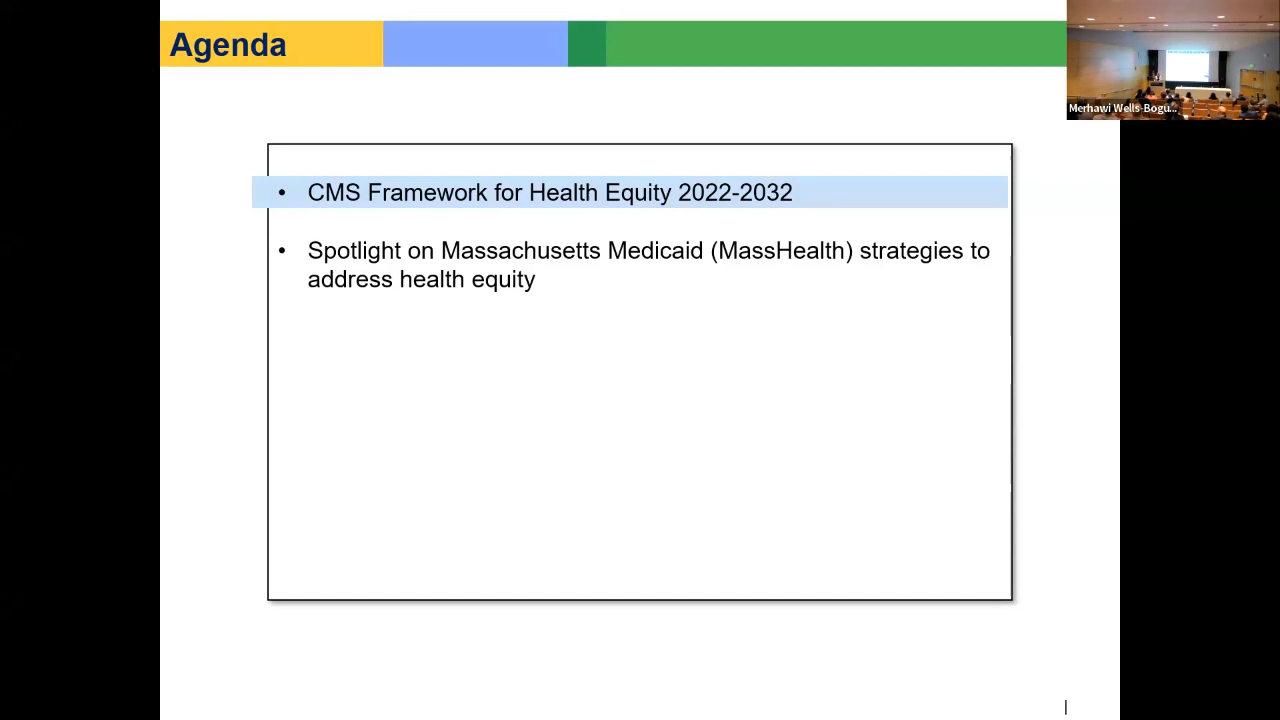 Agenda
Merhawi Wells-Bogu...
• CMS Framework for Health Equity 2022-2032
• Spotlight on Massachusetts Medicaid (MassHealth) strategies to
address health equity